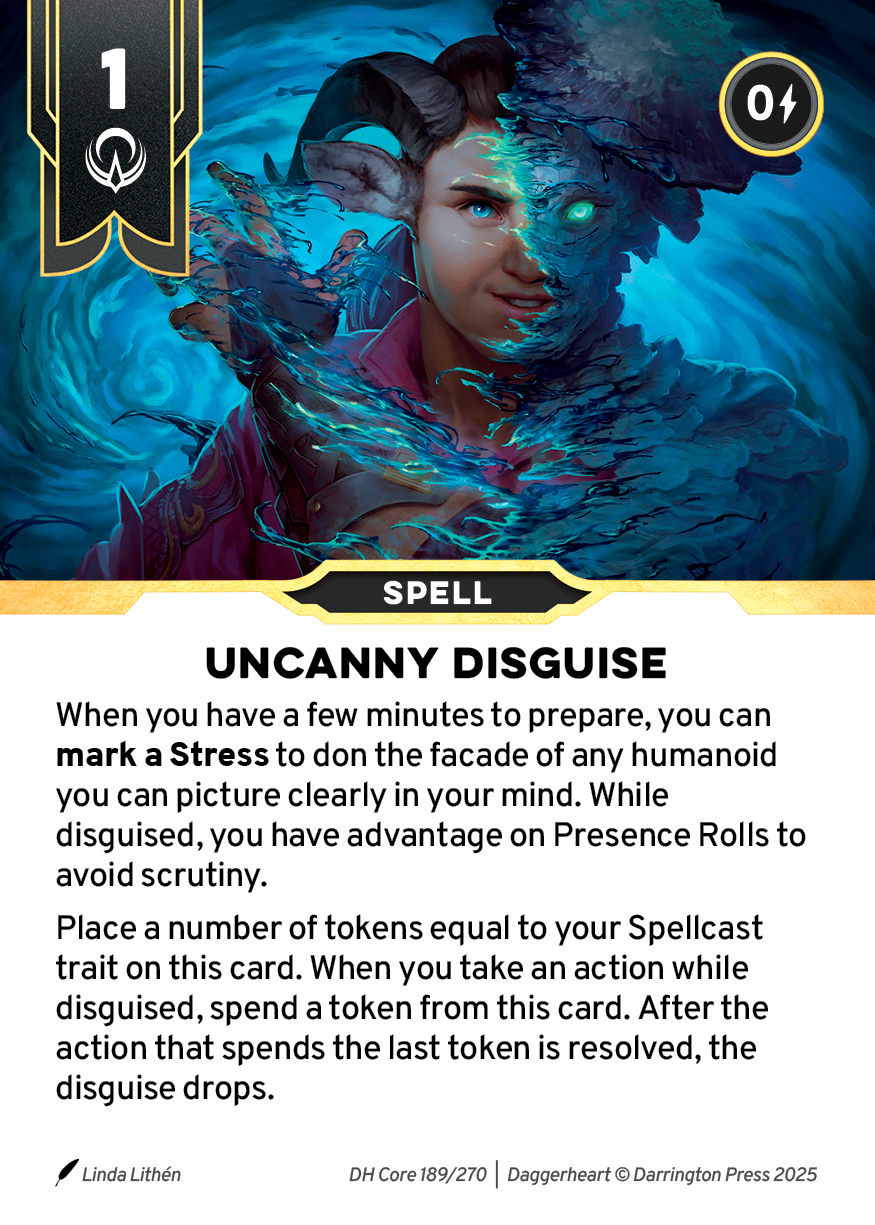 1
0
SPELL
UNCANNY DISGUISE
When you have a few minutes to prepare, you can
mark a Stress to don the facade of any humanoid
you can picture clearly in your mind. While
disguised, you have advantage on Presence Rolls to
avoid scrutiny.
Place a number of tokens equal to your Spellcast
trait on this card. When you take an action while
disguised, spend a token from this card. After the
action that spends the last token is resolved, the
disguise drops.
Linda Lithén
DH Core 189/270 | Daggerheart © Darrington Press 2025